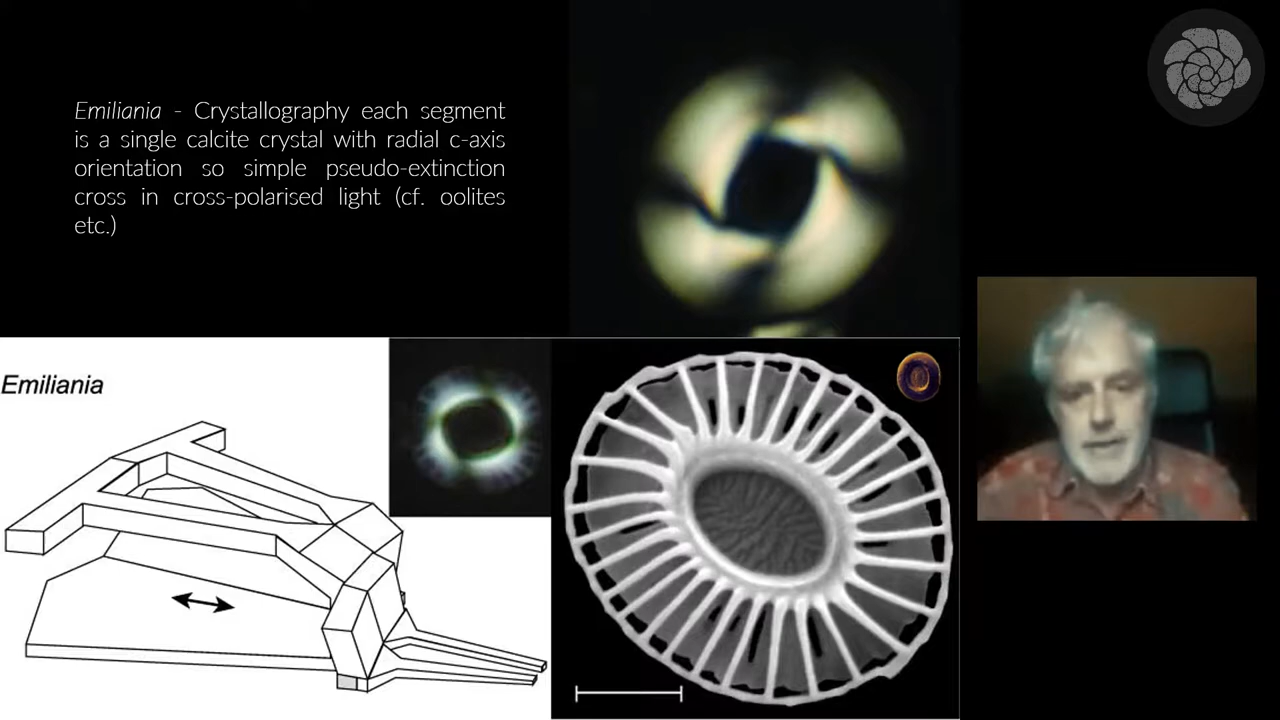 Emiliania - Crystallography each segment
is a single calcite crystal with radial c-axis
orientation so simple pseudo-extinction
cross in cross-polarised light (cf. oolites
etc.)
Emiliania